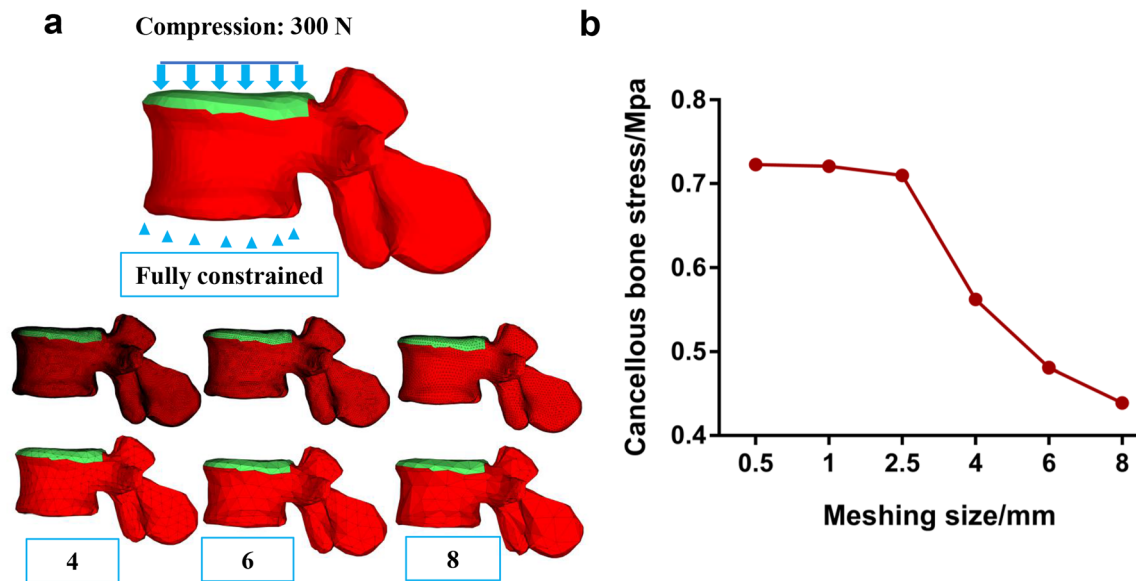 a
Compression: 300 N
Fully constrained
4
6
8
b
Cancellous bone stress/Mpa
0.8
0.7
0.6
0.5
0.4
0.5
1
2.5
4
6
8
Meshing size/mm